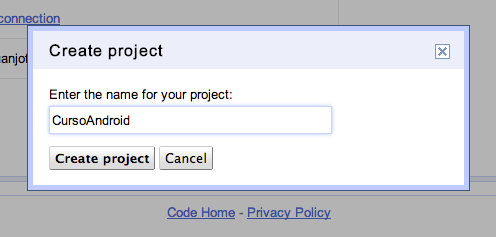 connection
Create project
Enter the name for your project:
CursoAndroid
Create project Cancel
Code Home - Privacy Policy